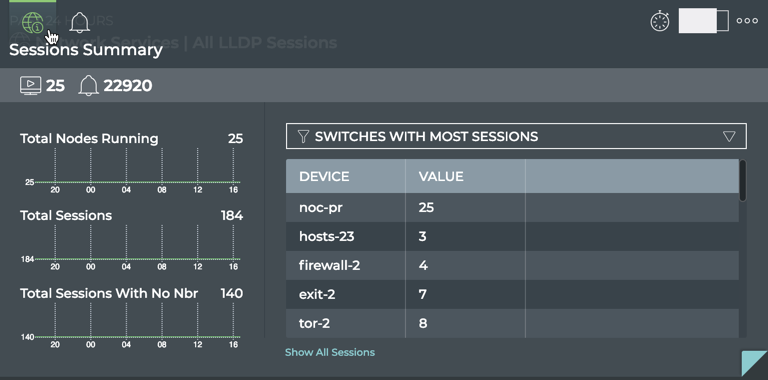 PAST 24 HOURS
Network Services | All LLDP Sessions
Sessions Summary
25 22920
Total Nodes Running 25
25
20 00 04 08 12 16
Total Sessions 184
184
20 00 04 08 12 16
Total Sessions With No Nbr 140
140
20 00 04 08 12 16
SWITCHES WITH MOST SESSIONS
DEVICE VALUE
noc-pr 25
hosts-23 3
firewall-2 4
exit-2 7
tor-2 8
Show All Sessions